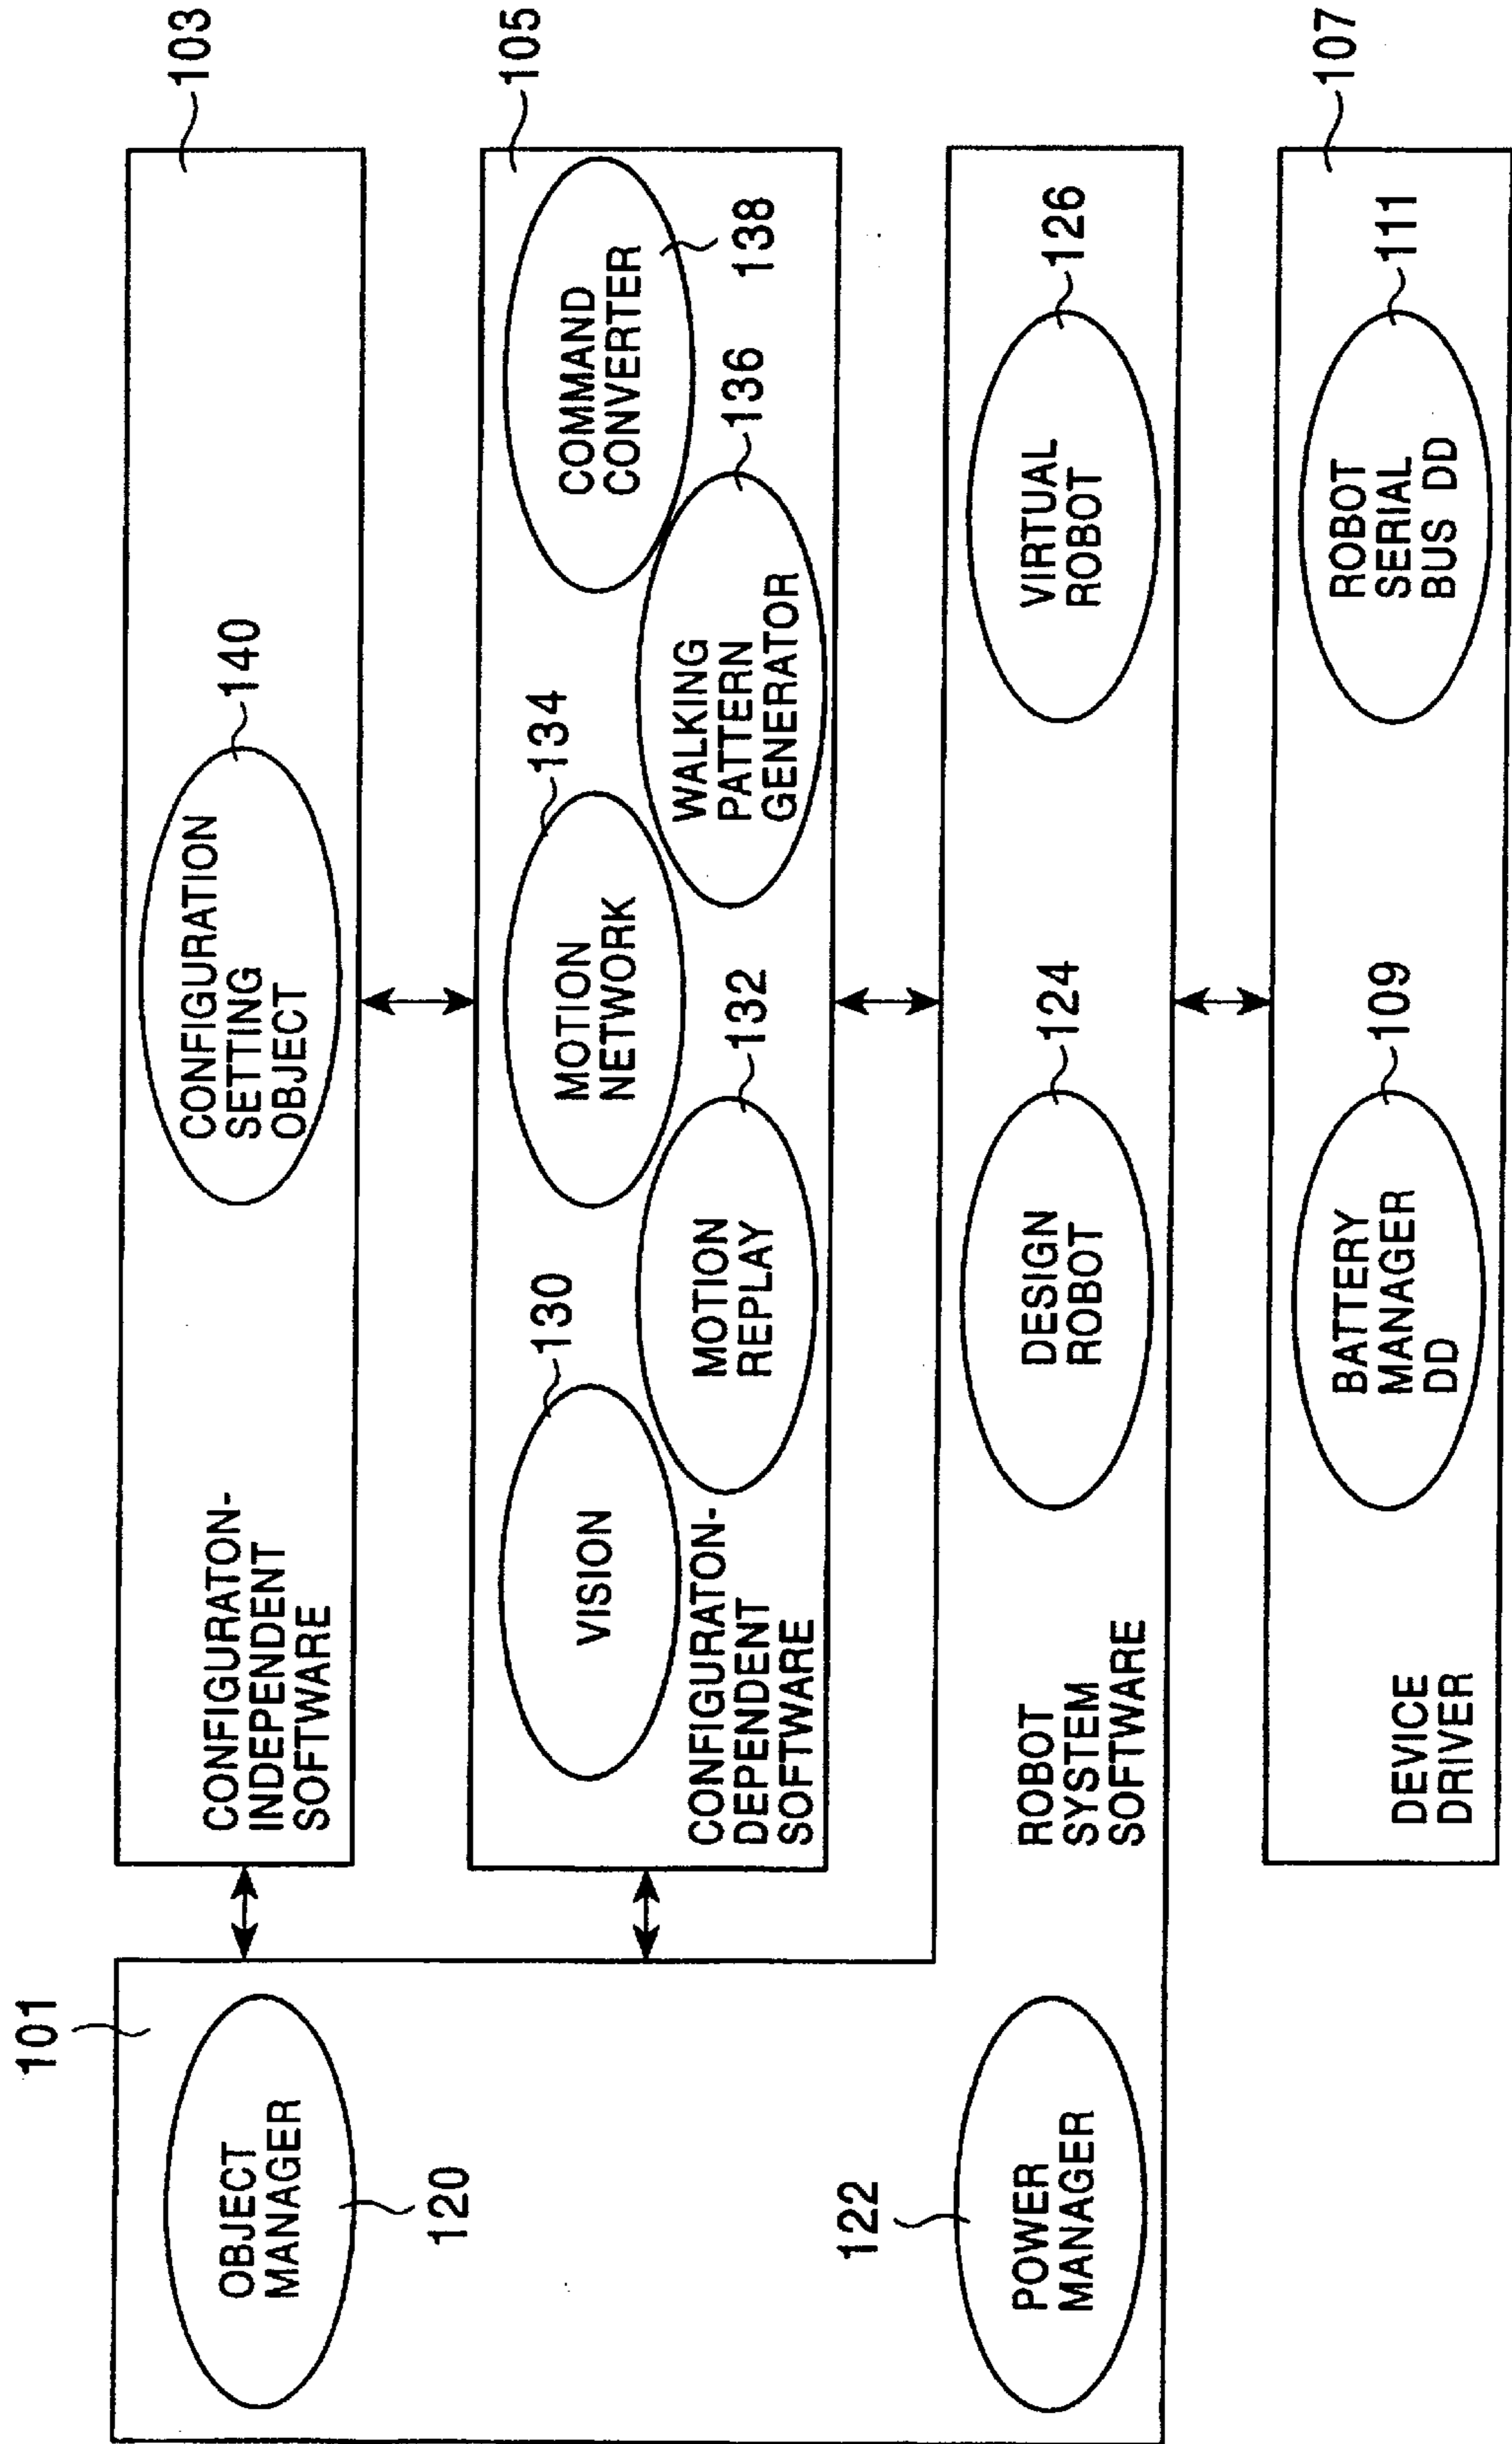 101
OBJECT
MANAGER
120
122
POWER
MANAGER
103
CONFIGURATON-
INDEPENDENT
SOFTWARE
CONFIGURATION
SETTING
OBJECT
140
105
CONFIGURATON-
DEPENDENT
SOFTWARE
VISION
130
MOTION
REPLAY
132
MOTION
NETWORK
134
WALKING
PATTERN
GENERATOR
136
COMMAND
CONVERTER
138
ROBOT
SYSTEM
SOFTWARE
DESIGN
ROBOT
124
VIRTUAL
ROBOT
126
107
DEVICE
DRIVER
BATTERY
MANAGER
DD
109
ROBOT
SERIAL
BUS DD
111